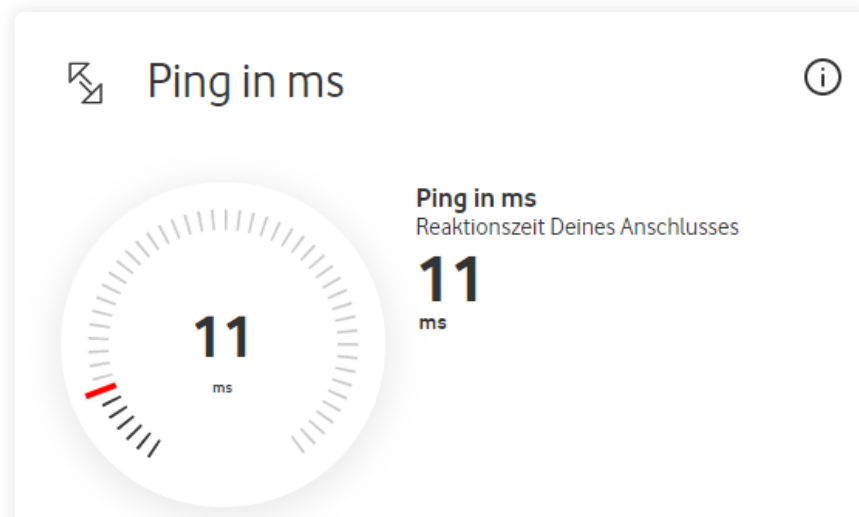 Ping in ms
Ping in ms
Reaktionszeit Deines Anschlusses
11
ms
11
ms